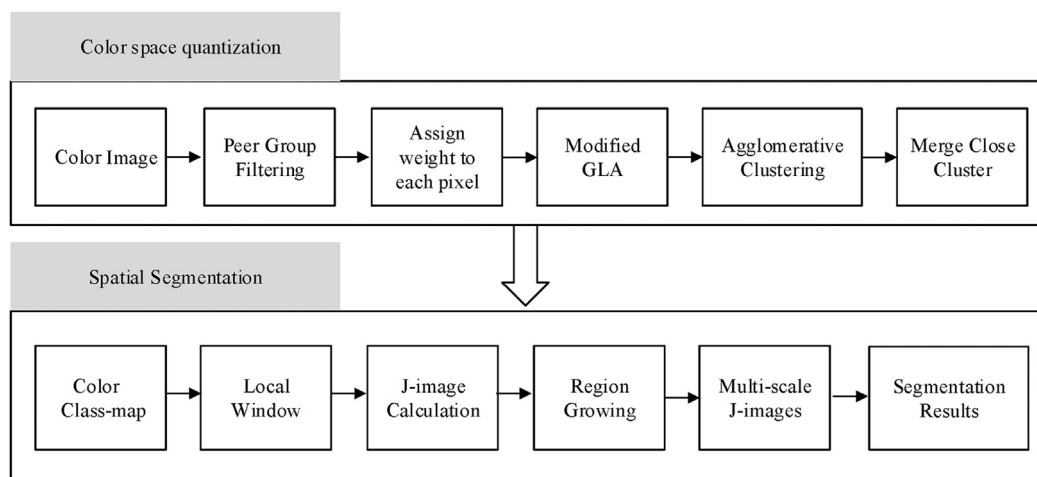 Color space quantization
Color Image
Peer Group
Filtering
Assign
weight to
each pixel
Modified
GLA
Agglomerative
Clustering
Merge Close
Cluster
Spatial Segmentation
Color
Class-map
Local
Window
J-image
Calculation
Region
Growing
Multi-scale
J-images
Segmentation
Results